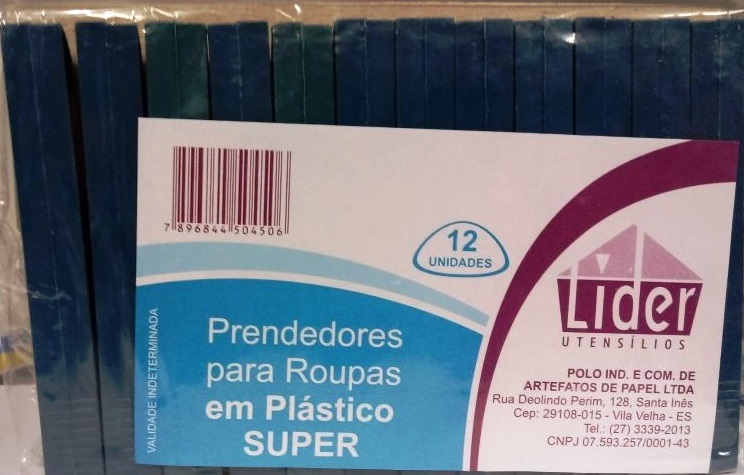 7 896844 504506
12
UNIDADES
VALIDADE INDETERMINADA
Prendedores
para Roupas
em Plástico
SUPER
Lider
UTENSÍLIOS
POLO IND. E COM. DE
ARTEFATOS DE PAPEL LTDA
Rua Deolindo Perim, 128, Santa Inês
Cep: 29108-015 - Vila Velha - ES
Tel.: (27) 3339-2013
CNPJ 07.593.257/0001-43